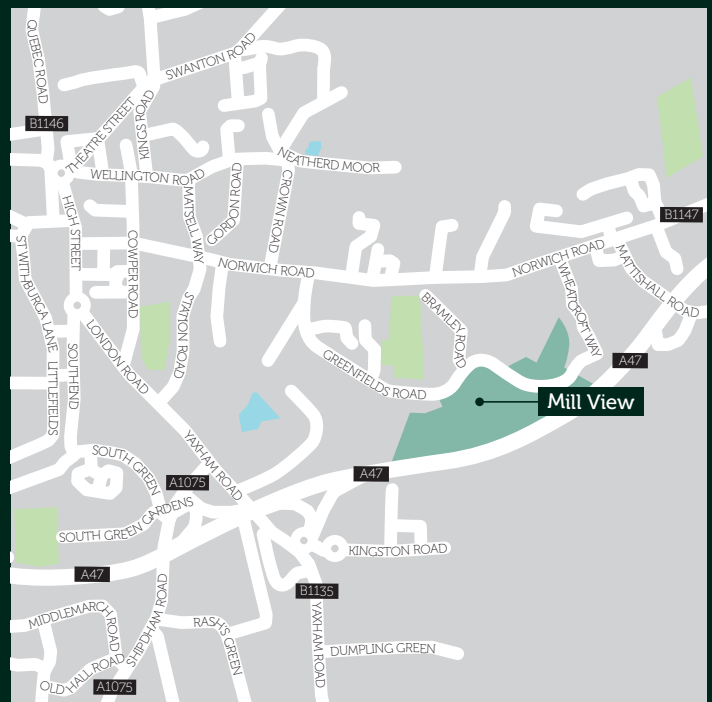 QUEBEC ROAD
SWANTON ROAD
B1146
THEATRE STREET
KINGS ROAD
WELLINGTON ROAD
NEATHERD MOOR
HIGH STREET
MATSELL WAY
GORDON ROAD
CROWN ROAD
B1147
ST WITHBURGA LANE
COWPER ROAD
NORWICH ROAD
NORWICH ROAD
MATTISHALL ROAD
WHEATCROFT WAY
STATION ROAD
BRAMLEY ROAD
LONDON ROAD
SOUTHEND
LITTLEFIELDS
GREENFIELDS ROAD
A47
Mill View
YAXHAM ROAD
SOUTH GREEN
A1075
A47
SOUTH GREEN GARDENS
KINGSTON ROAD
A47
B1135
MIDDLEMARCH ROAD
SHIPDHAM ROAD
RASH'S GREEN
YAXHAM ROAD
DUMPLING GREEN
OLD HALL ROAD
A1075